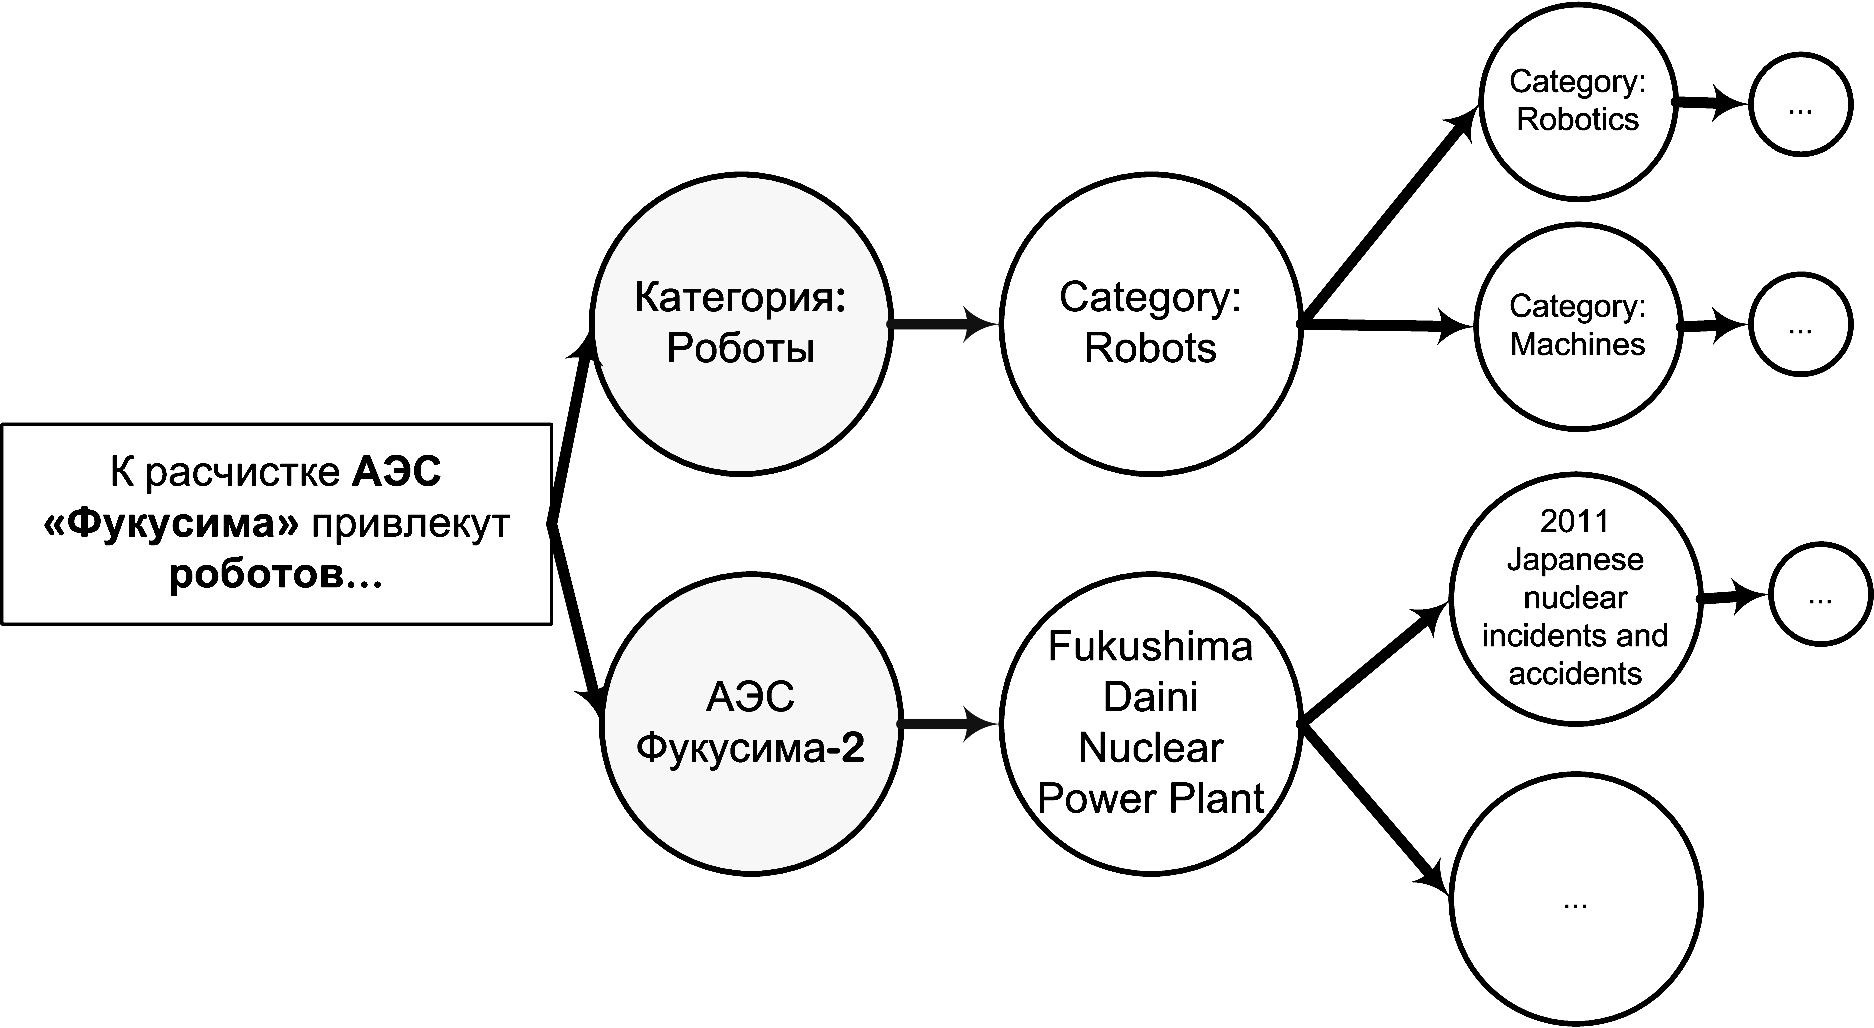 К расчистке АЭС
«Фукусима» привлекут
роботов...
Категория:
Роботы
Category:
Robots
Category:
Robotics
...
Category:
Machines
...
АЭС
Фукусима-2
Fukushima
Daini
Nuclear
Power Plant
2011
Japanese
nuclear
incidents and
accidents
...
...